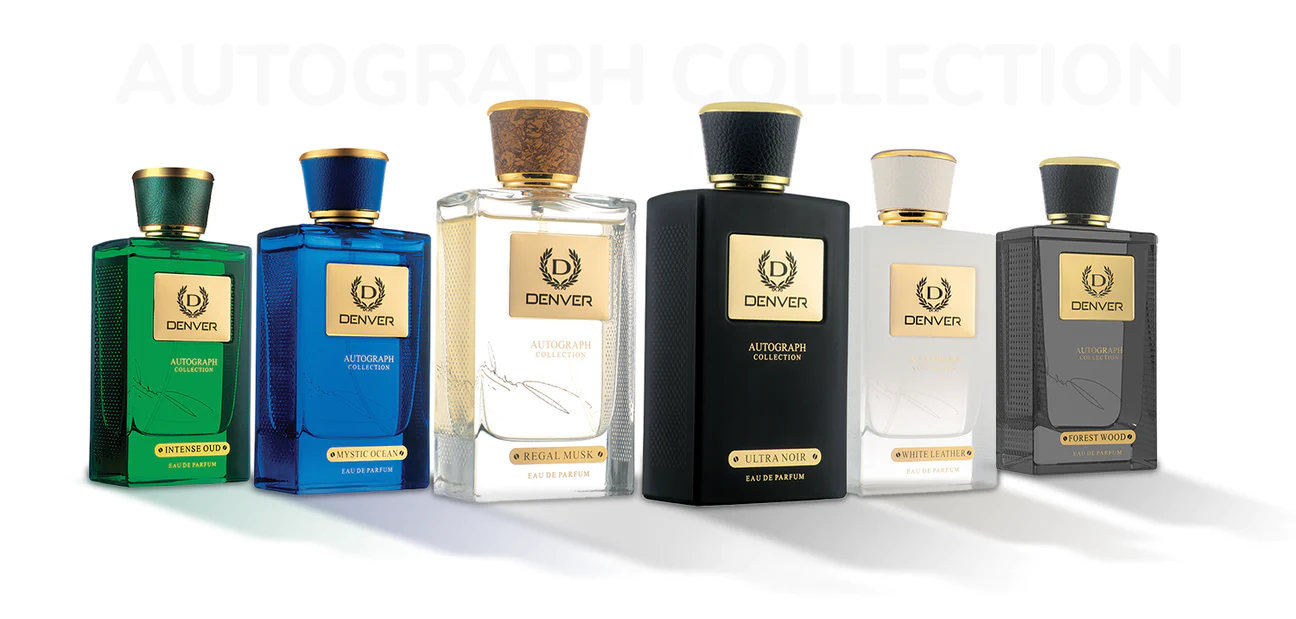 AUTOGRAPH COLLECTION
D
DENVER
AUTOGRAPH
COLLECTION
INTENSE OUD
EAU DE PARFUM
D
DENVER
AUTOGRAPH
COLLECTION
MYSTIC OCEAN
EAU DE PARFUM
D
DENVER
AUTOGRAPH
COLLECTION
REGAL MUSK
EAU DE PARFUM
D
DENVER
AUTOGRAPH
COLLECTION
ULTRA NOIR
EAU DE PARFUM
D
DENVER
AUTOGRAPH
COLLECTION
WHITE LEATHER
EAU DE PARFUM
D
DENVER
AUTOGRAPH
COLLECTION
FOREST WOOD
EAU DE PARFUM